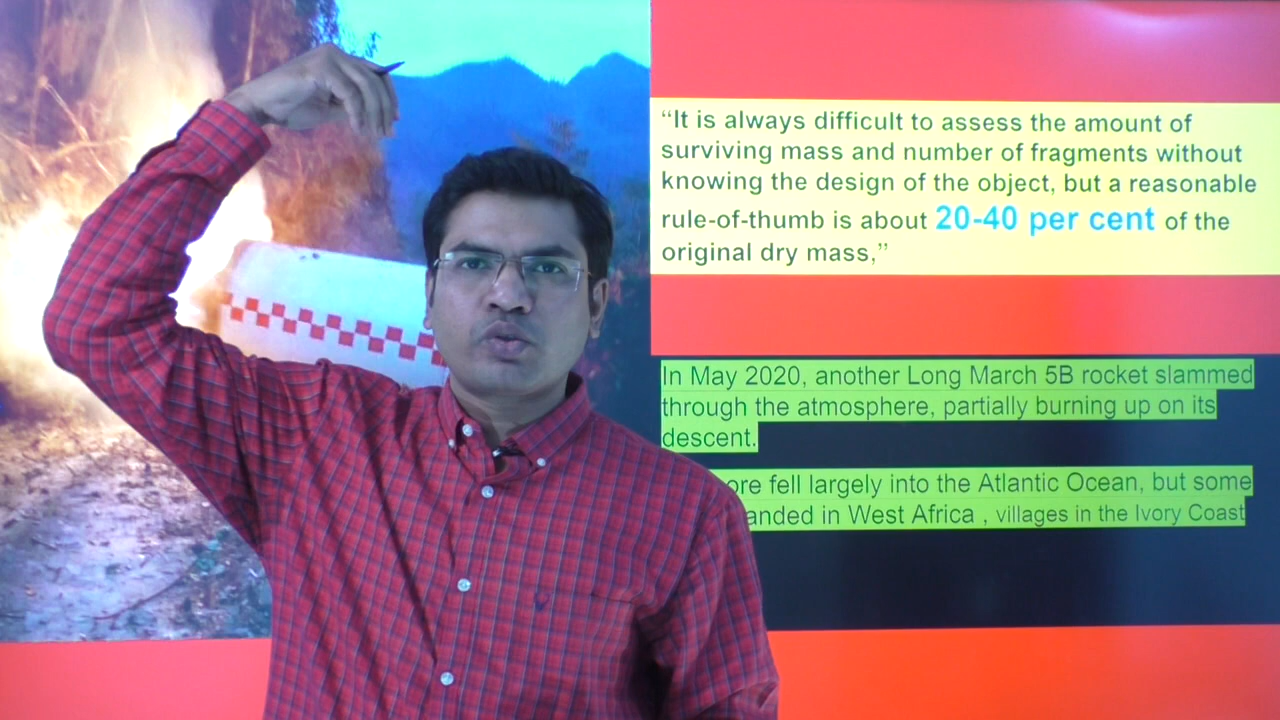 “It is always difficult to assess the amount of
surviving mass and number of fragments without
knowing the design of the object, but a reasonable
rule-of-thumb is about 20-40 per cent of the
original dry mass,”
In May 2020, another Long March 5B rocket slammed
through the atmosphere, partially burning up on its
descent.
fell largely into the Atlantic Ocean, but some
in West Africa , villages in the Ivory Coast